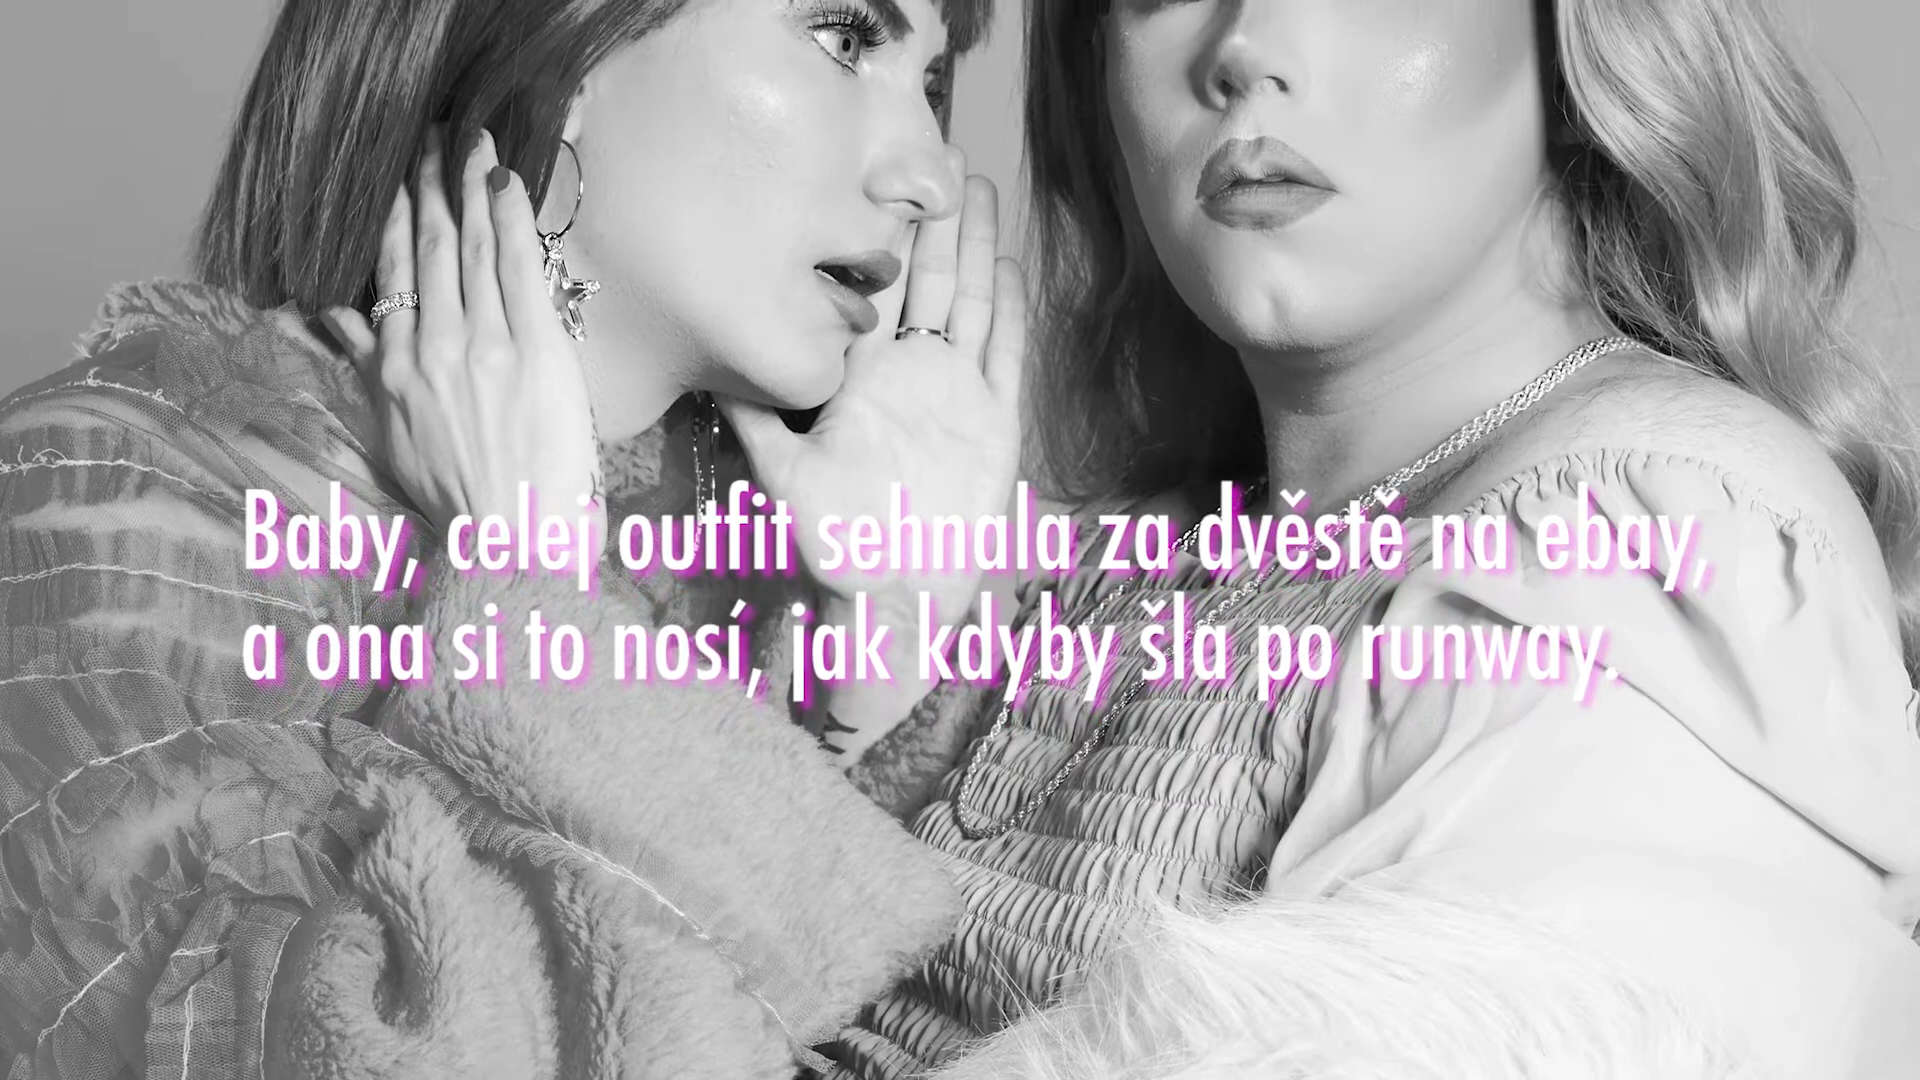 Baby, celej outfit sehnala za dvěstě na ebay,
a ona si to nosí, jak kdyby šla po runway.